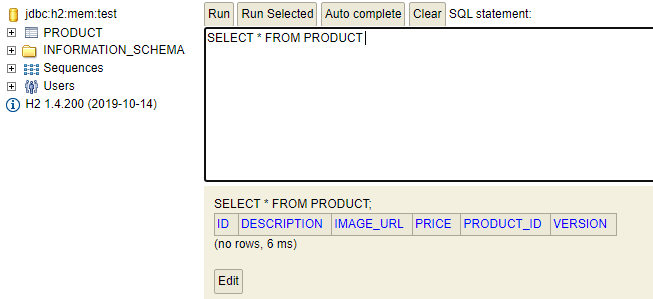 jdbc:h2:mem:test
PRODUCT
INFORMATION_SCHEMA
Sequences
Users
H2 1.4.200 (2019-10-14)
Run Run Selected Auto complete Clear SQL statement:
SELECT * FROM PRODUCT
SELECT * FROM PRODUCT;
ID DESCRIPTION IMAGE_URL PRICE PRODUCT_ID VERSION
(no rows, 6 ms)
Edit